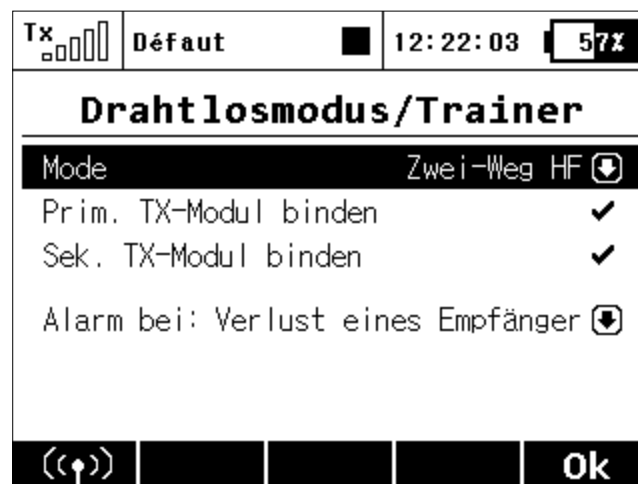 Tx Défaut 12:22:03 57%
Drahtlosmodus/Trainer
Mode Zwei-Weg HF
Prim. TX-Modul binden
Sek. TX-Modul binden
Alarm bei: Verlust eines Empfänger
Ok